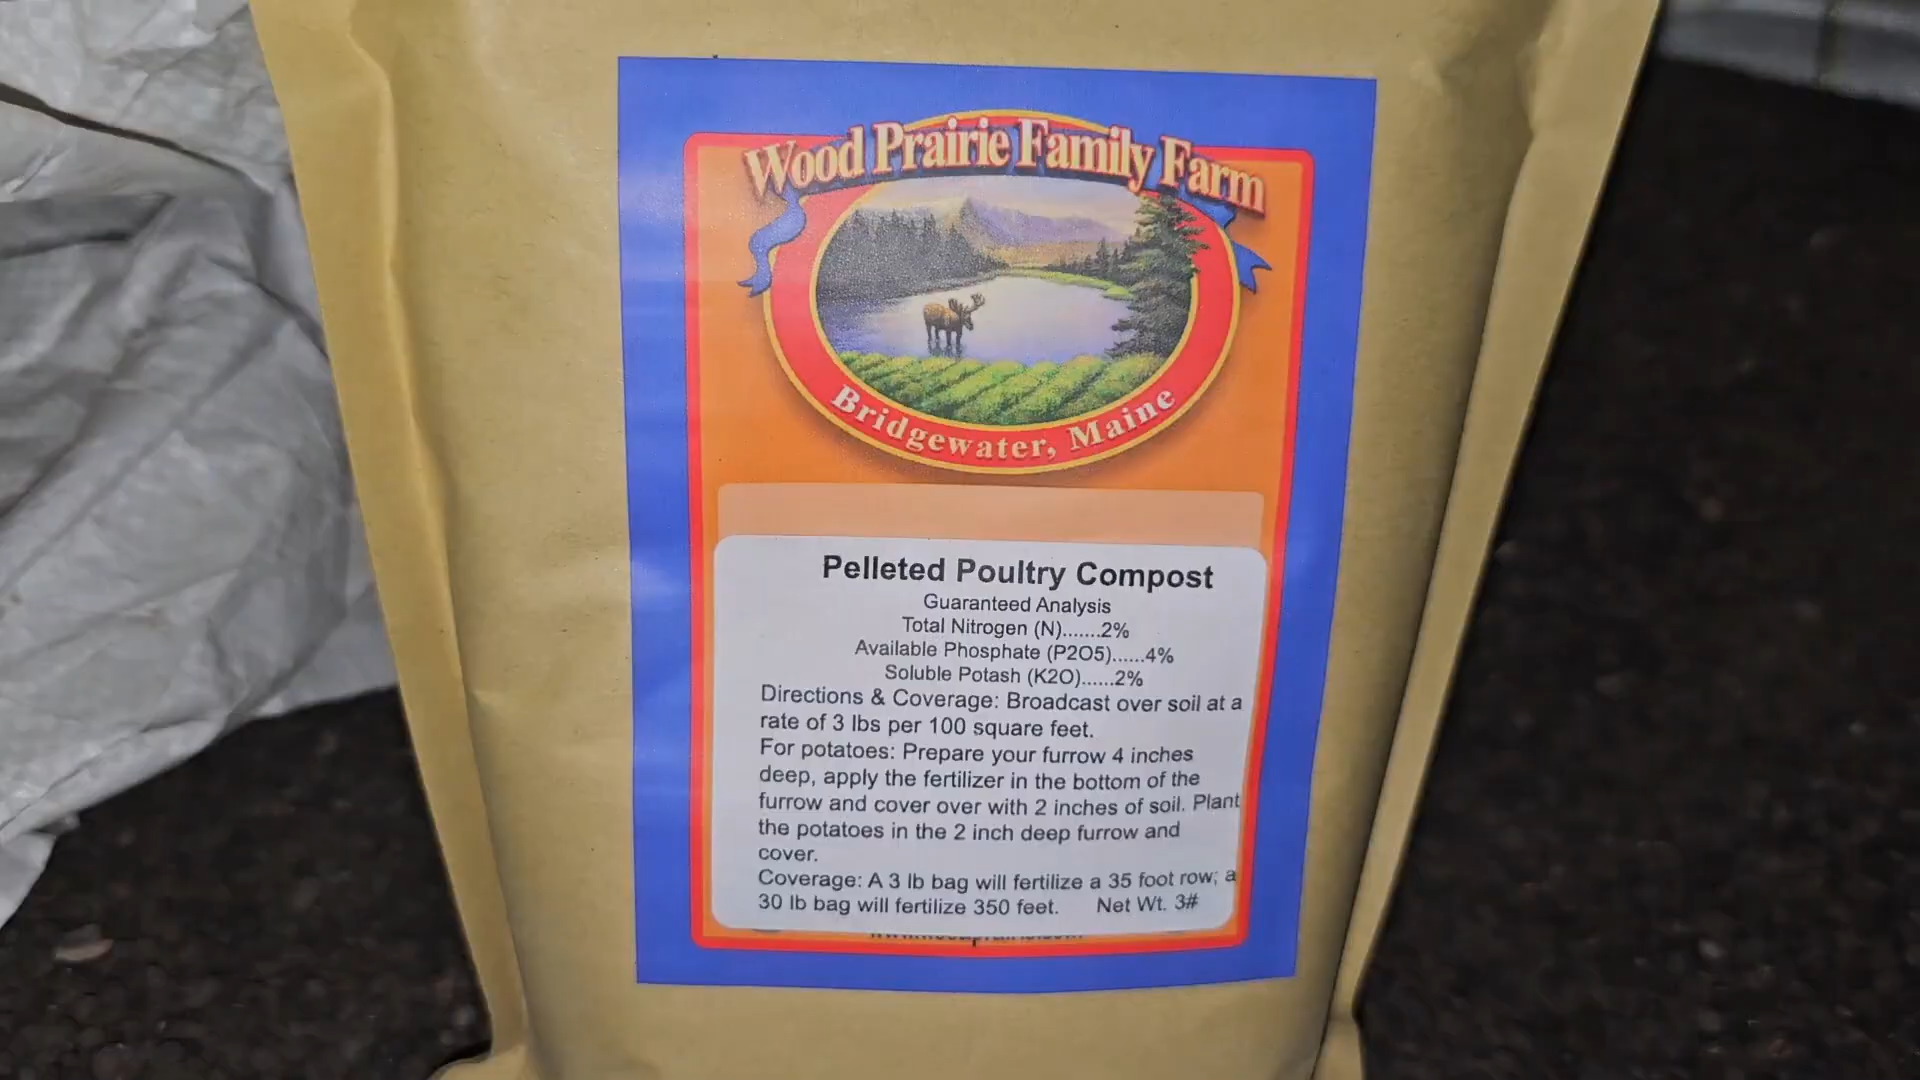 Wood Prairie Family Farm
Bridgewater, Maine
Pelleted Poultry Compost
Guaranteed Analysis
Total Nitrogen (N).......2%
Available Phosphate (P2O5)......4%
Soluble Potash (K2O)......2%
Directions & Coverage: Broadcast over soil at a
rate of 3 lbs per 100 square feet.
For potatoes: Prepare your furrow 4 inches
deep, apply the fertilizer in the bottom of the
furrow and cover over with 2 inches of soil. Plant
the potatoes in the 2 inch deep furrow and
cover.
Coverage: A 3 lb bag will fertilize a 35 foot row; a
30 lb bag will fertilize 350 feet. Net Wt. 3#